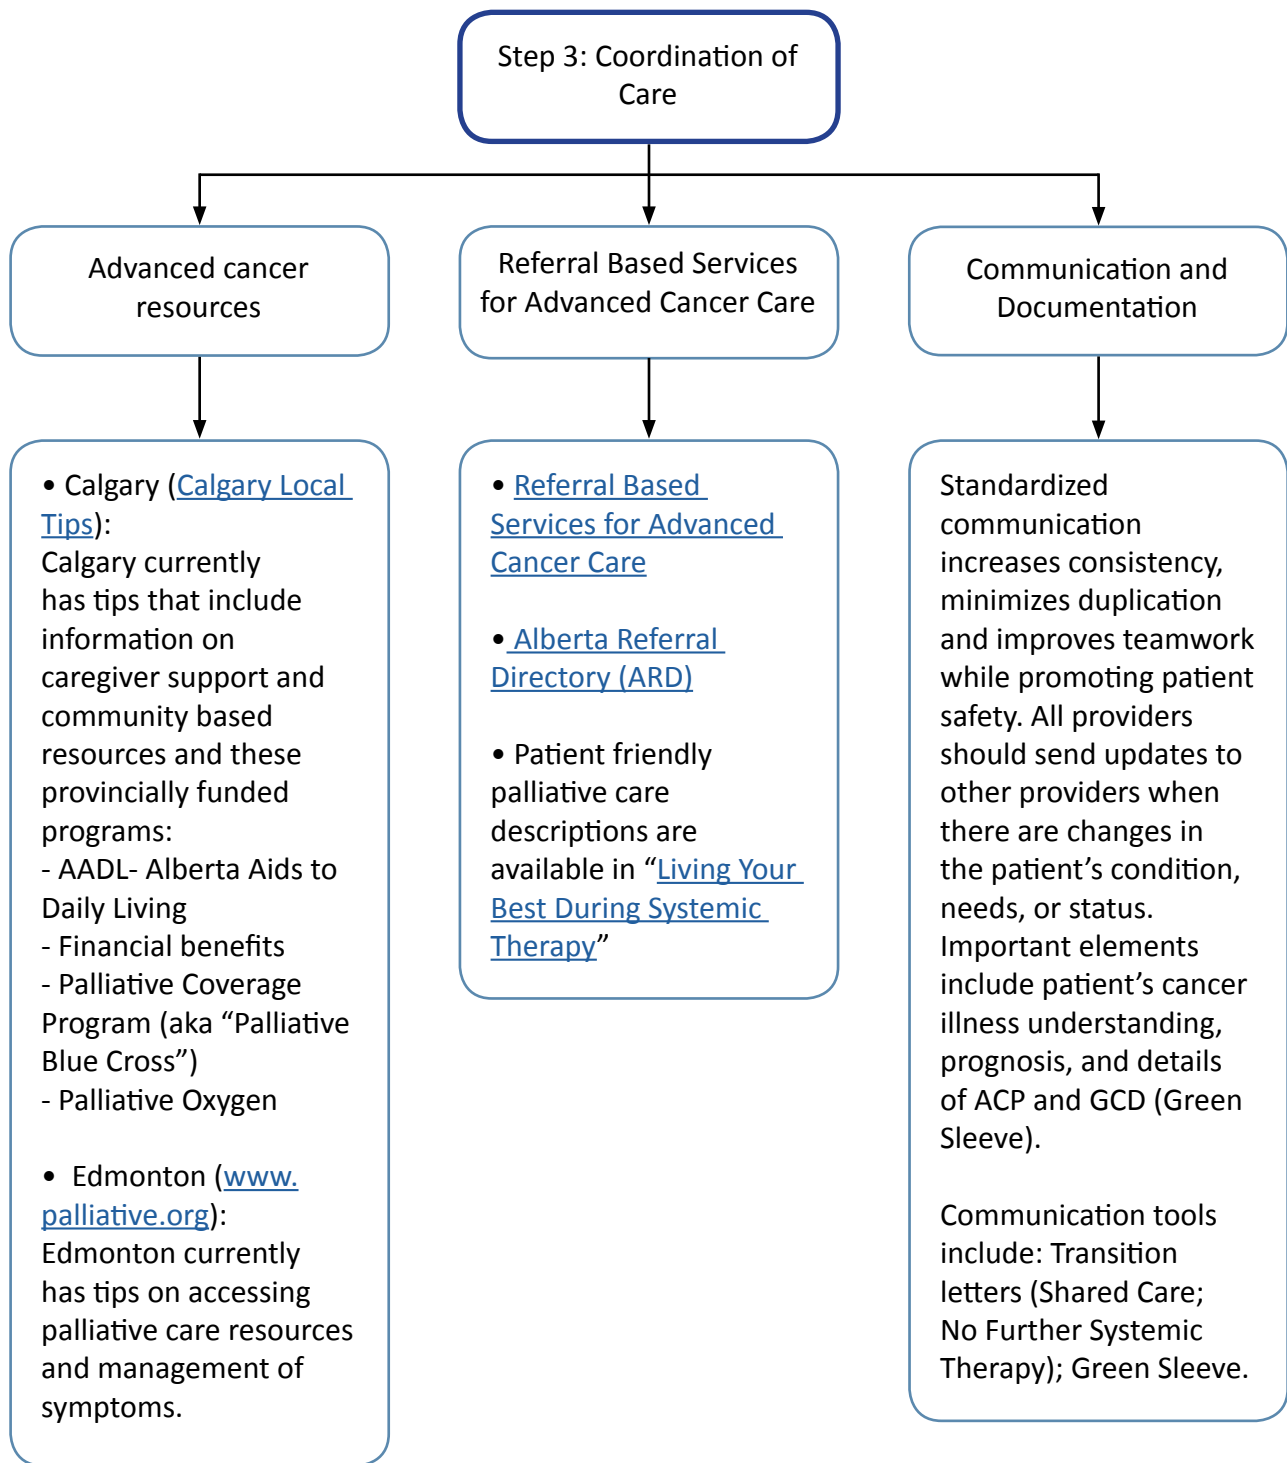 Step 3: Coordination of
Care
Advanced cancer
resources
Referral Based Services
for Advanced Cancer Care
Communication and
Documentation
• Calgary (Calgary Local
Tips):
Calgary currently
has tips that include
information on
caregiver support and
community based
resources and these
provincially funded
programs:
- AADL- Alberta Aids to
Daily Living
- Financial benefits
- Palliative Coverage
Program (aka “Palliative
Blue Cross”)
- Palliative Oxygen
• Edmonton (www.
palliative.org):
Edmonton currently
has tips on accessing
palliative care resources
and management of
symptoms.
• Referral Based
Services for Advanced
Cancer Care
• Alberta Referral
Directory (ARD)
• Patient friendly
palliative care
descriptions are
available in “Living Your
Best During Systemic
Therapy”
Standardized
communication
increases consistency,
minimizes duplication
and improves teamwork
while promoting patient
safety. All providers
should send updates to
other providers when
there are changes in
the patient’s condition,
needs, or status.
Important elements
include patient’s cancer
illness understanding,
prognosis, and details
of ACP and GCD (Green
Sleeve).
Communication tools
include: Transition
letters (Shared Care;
No Further Systemic
Therapy); Green Sleeve.